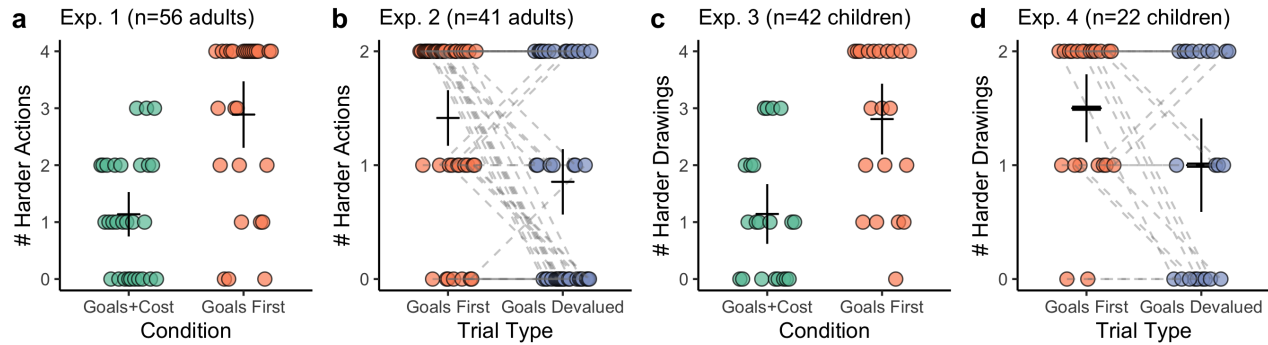 a Exp. 1 (n=56 adults)
# Harder Actions
4
3
2
1
0
Goals+Cost Goals First
Condition
b Exp. 2 (n=41 adults)
# Harder Actions
2
1
0
Goals First Goals Devalued
Trial Type
c Exp. 3 (n=42 children)
# Harder Drawings
4
3
2
1
0
Goals+Cost Goals First
Condition
d Exp. 4 (n=22 children)
# Harder Drawings
2
1
0
Goals First Goals Devalued
Trial Type